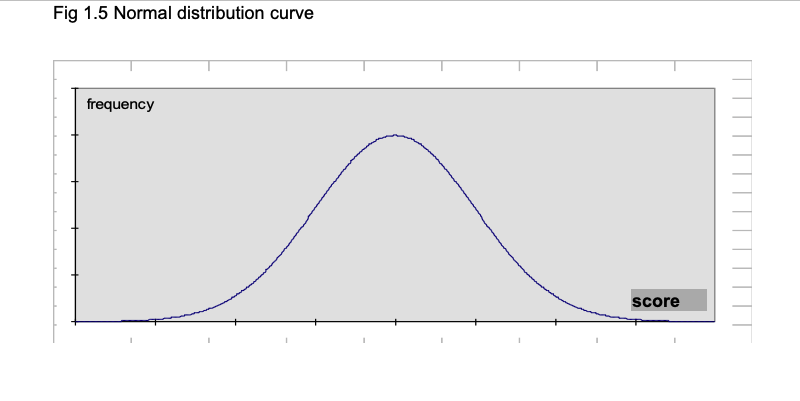 Fig 1.5 Normal distribution curve
frequency
score